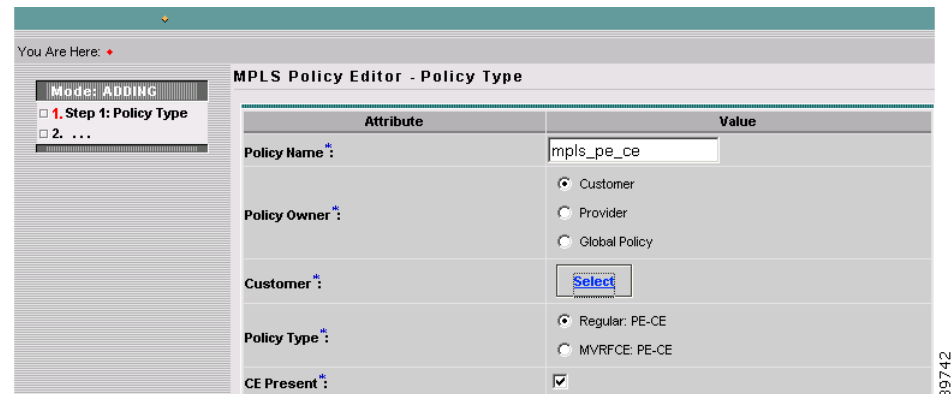 You Are Here:
MPLS Policy Editor - Policy Type
Mode: ADDING
1. Step 1: Policy Type
2. ...
Attribute Value
Policy Name*: mpls_pe_ce
Policy Owner*:
Customer
Provider
Global Policy
Customer*: Select
Policy Type*:
Regular: PE-CE
MVRFCE: PE-CE
CE Present*: